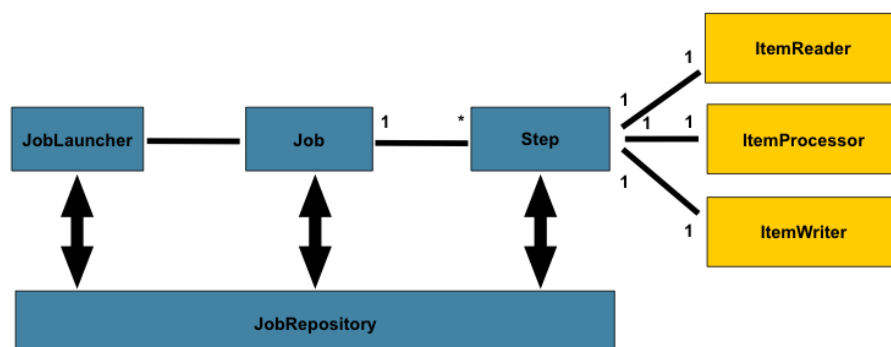 ItemReader
1
1
JobLauncher
Job
1
*
Step
1
1
ItemProcessor
1
1
ItemWriter
JobRepository